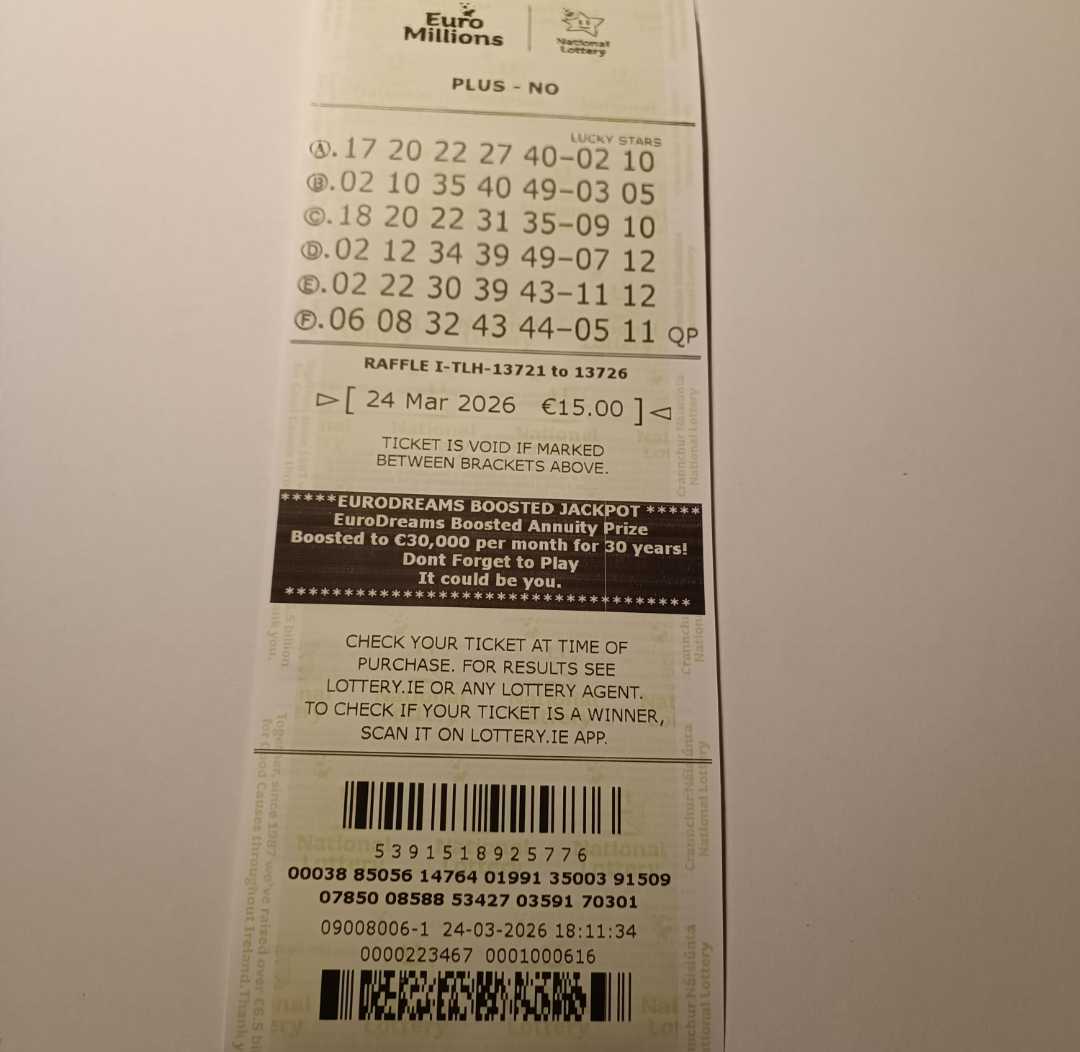 Euro
Millions
National
Lottery
PLUS - NO
LUCKY STARS
Ⓐ.17 20 22 27 40-02 10
Ⓑ.02 10 35 40 49-03 05
Ⓒ.18 20 22 31 35-09 10
Ⓓ.02 12 34 39 49-07 12
Ⓔ.02 22 30 39 43-11 12
Ⓕ.06 08 32 43 44-05 11 QP
RAFFLE I-TLH-13721 to 13726
▷[ 24 Mar 2026 €15.00 ]◁
TICKET IS VOID IF MARKED
BETWEEN BRACKETS ABOVE.
*****EURODREAMS BOOSTED JACKPOT *****
EuroDreams Boosted Annuity Prize
Boosted to €30,000 per month for 30 years!
Dont Forget to Play
It could be you.
**********************************
CHECK YOUR TICKET AT TIME OF
PURCHASE. FOR RESULTS SEE
LOTTERY.IE OR ANY LOTTERY AGENT.
TO CHECK IF YOUR TICKET IS A WINNER,
SCAN IT ON LOTTERY.IE APP.
5391518925776
00038 85056 14764 01991 35003 91509
07850 08588 53427 03591 70301
09008006-1 24-03-2026 18:11:34
0000223467 0001000616
Crannchur Náisiúnta
National Lottery